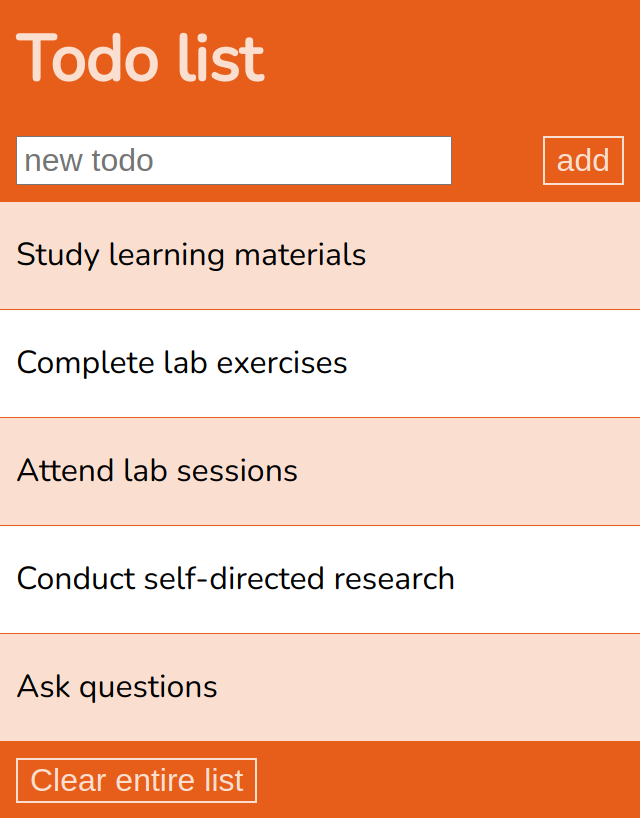 Todo list
new todo
add
Study learning materials
Complete lab exercises
Attend lab sessions
Conduct self-directed research
Ask questions
Clear entire list